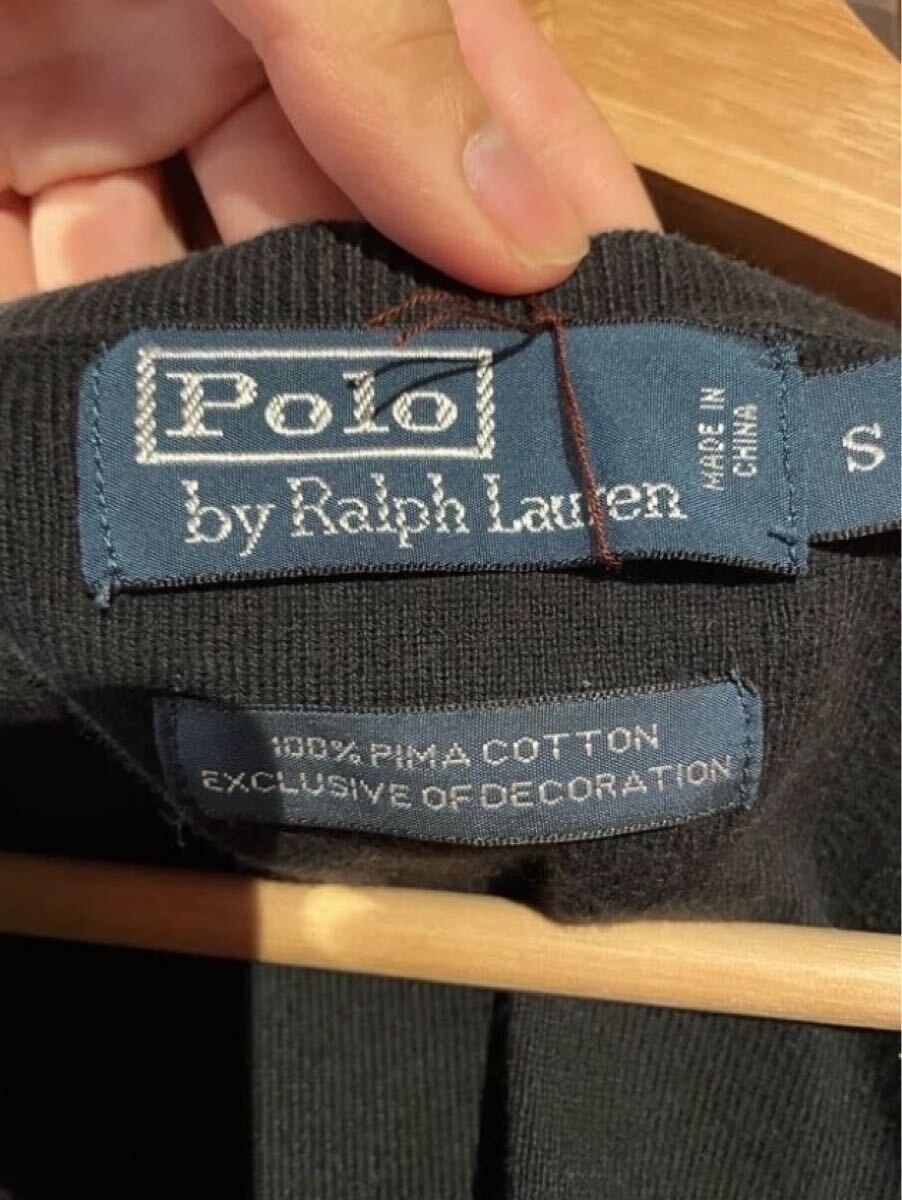 Polo
by Ralph Lauren
MADE IN
CHINA
S
100% PIMA COTTON
EXCLUSIVE OF DECORATION